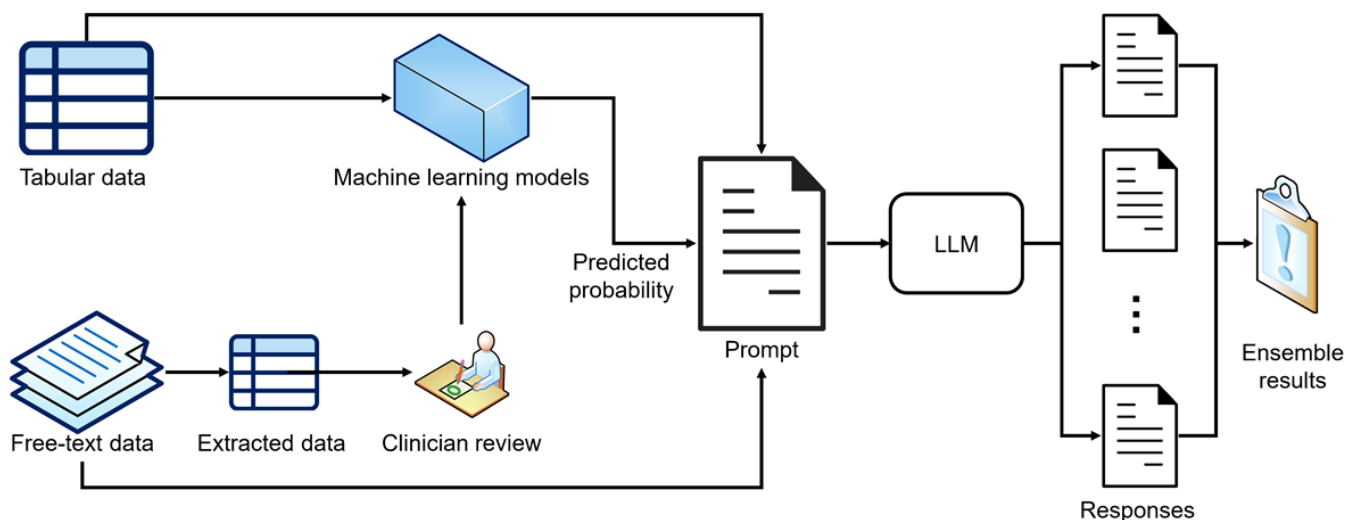 Tabular data
Machine learning models
Predicted
probability
Prompt
LLM
Free-text data
Extracted data
Clinician review
Responses
Ensemble
results